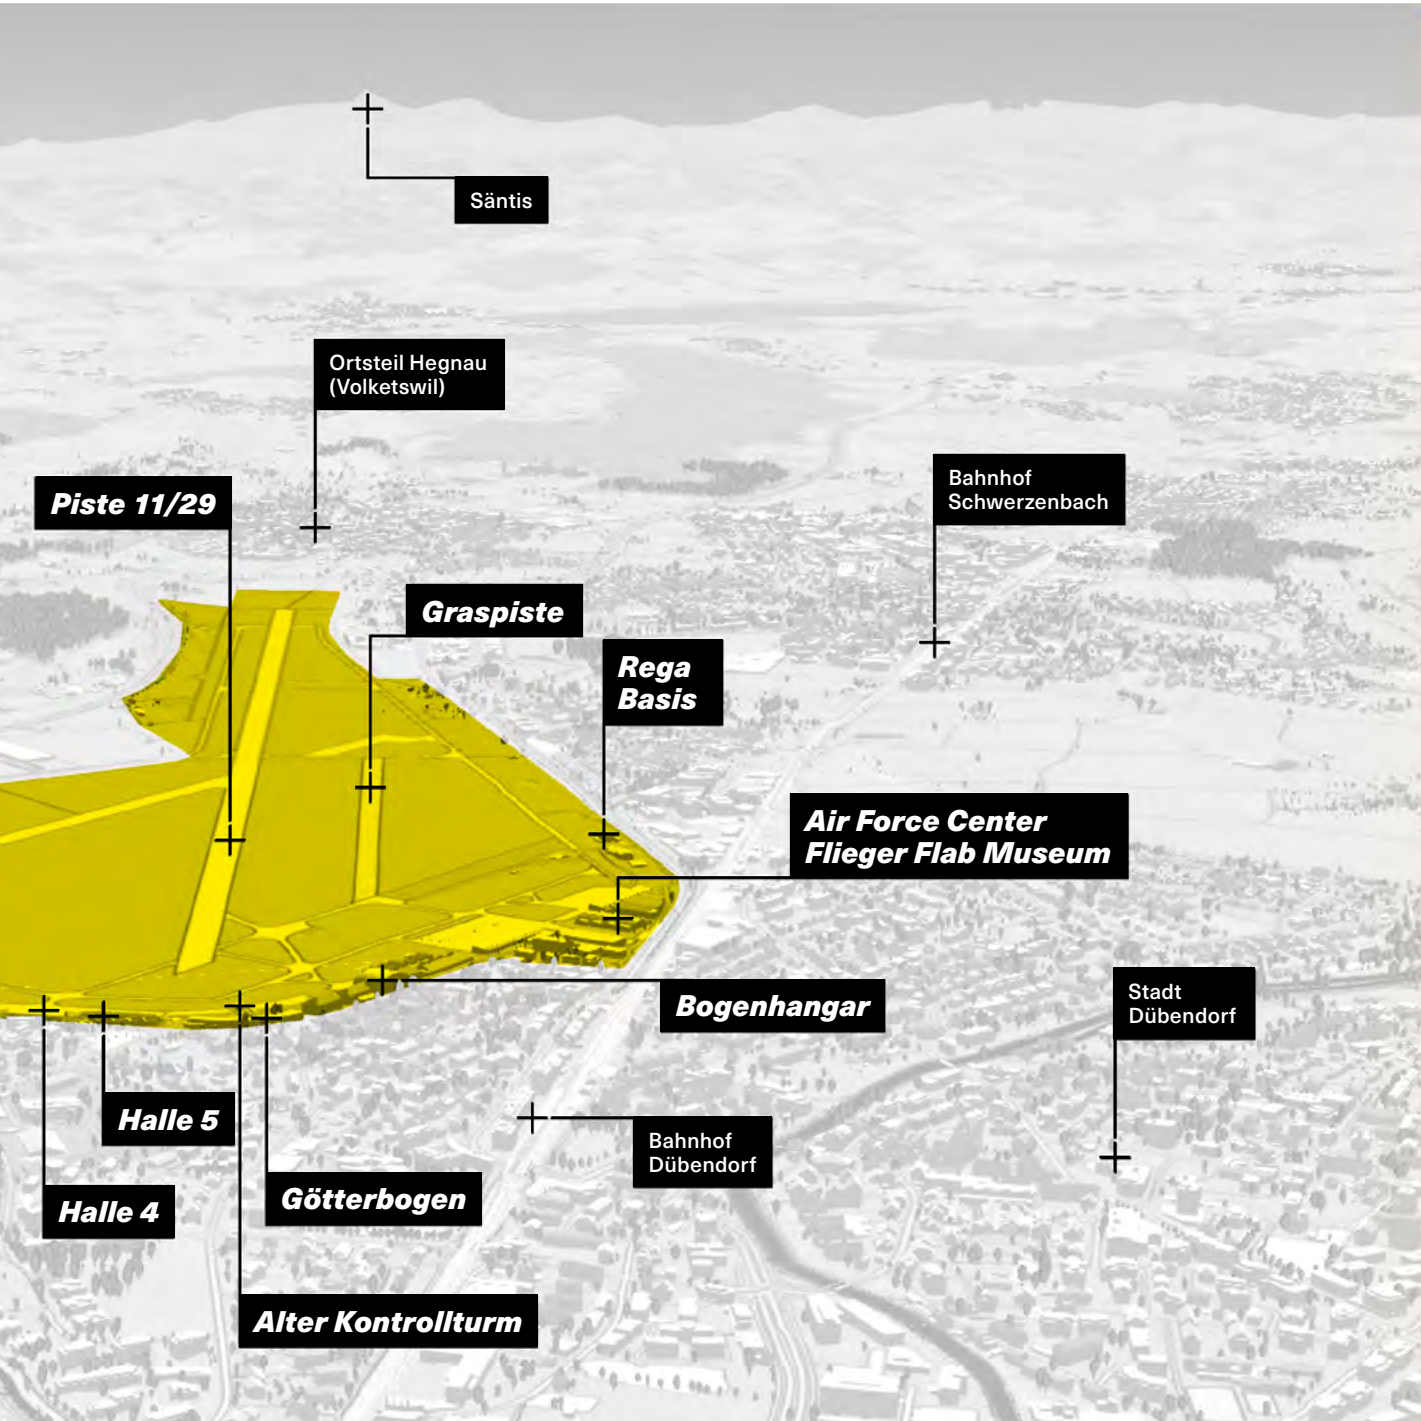 Säntis
Ortsteil Hegnau
(Volketswil)
Bahnhof
Schwerzenbach
Piste 11/29
Graspiste
Rega
Basis
Air Force Center
Flieger Flab Museum
Stadt
Dübendorf
Bogenhangar
Halle 5
Bahnhof
Dübendorf
Götterbogen
Halle 4
Alter Kontrollturm